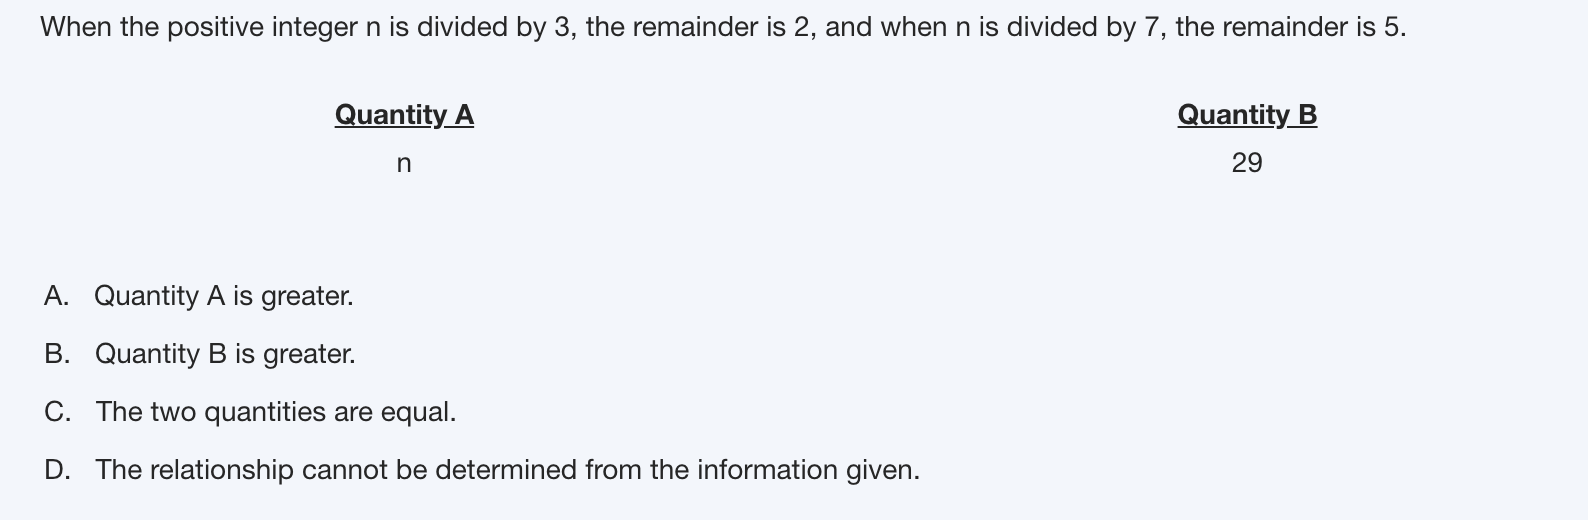 When the positive integer n is divided by 3, the remainder is 2, and when n is divided by 7, the remainder is 5.
Quantity A
Quantity B
n
29
A. Quantity A is greater.
B. Quantity B is greater.
C. The two quantities are equal.
D. The relationship cannot be determined from the information given.